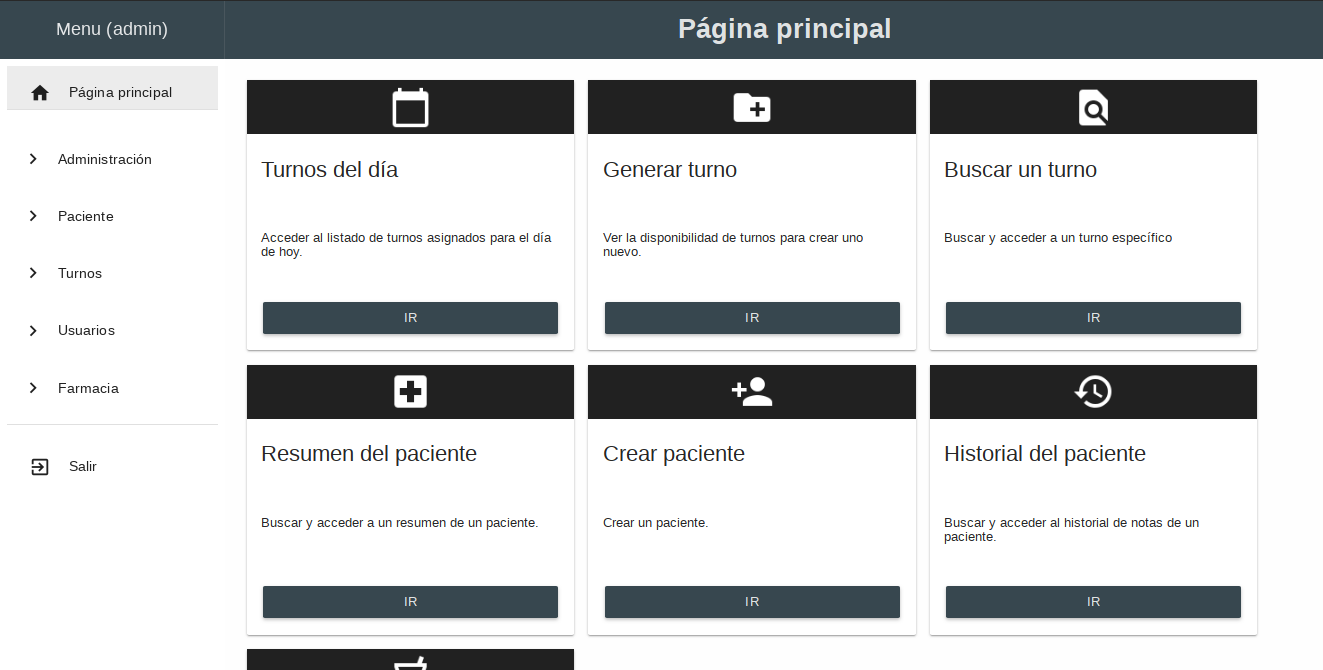 Menu (admin)
Página principal
Página principal
Administración
Paciente
Turnos
Usuarios
Farmacia
Salir
Turnos del día
Acceder al listado de turnos asignados para el día
de hoy.
IR
Generar turno
Ver la disponibilidad de turnos para crear uno
nuevo.
IR
Buscar un turno
Buscar y acceder a un turno específico
IR
Resumen del paciente
Buscar y acceder a un resumen de un paciente.
IR
Crear paciente
Crear un paciente.
IR
Historial del paciente
Buscar y acceder al historial de notas de un
paciente.
IR